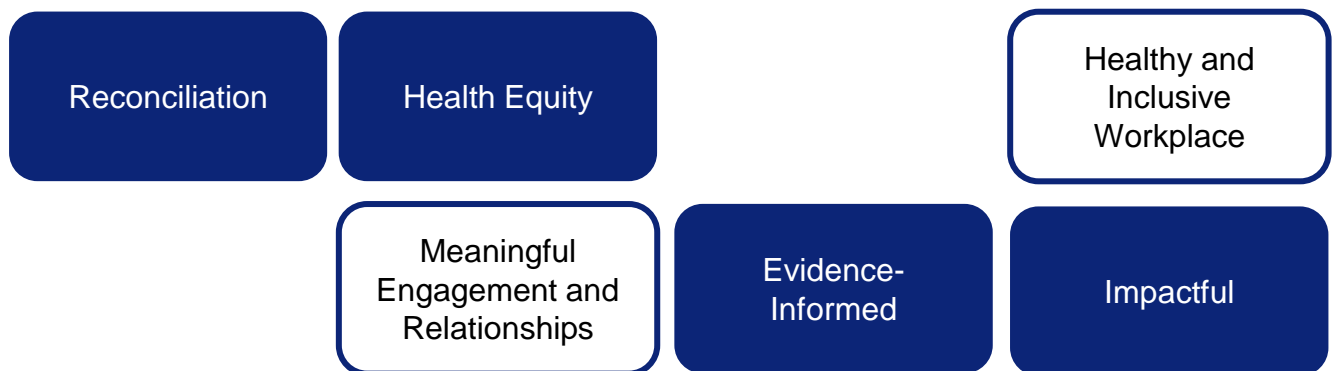 Reconciliation
Health Equity
Healthy and
Inclusive
Workplace
Meaningful
Engagement and
Relationships
Evidence-
Informed
Impactful